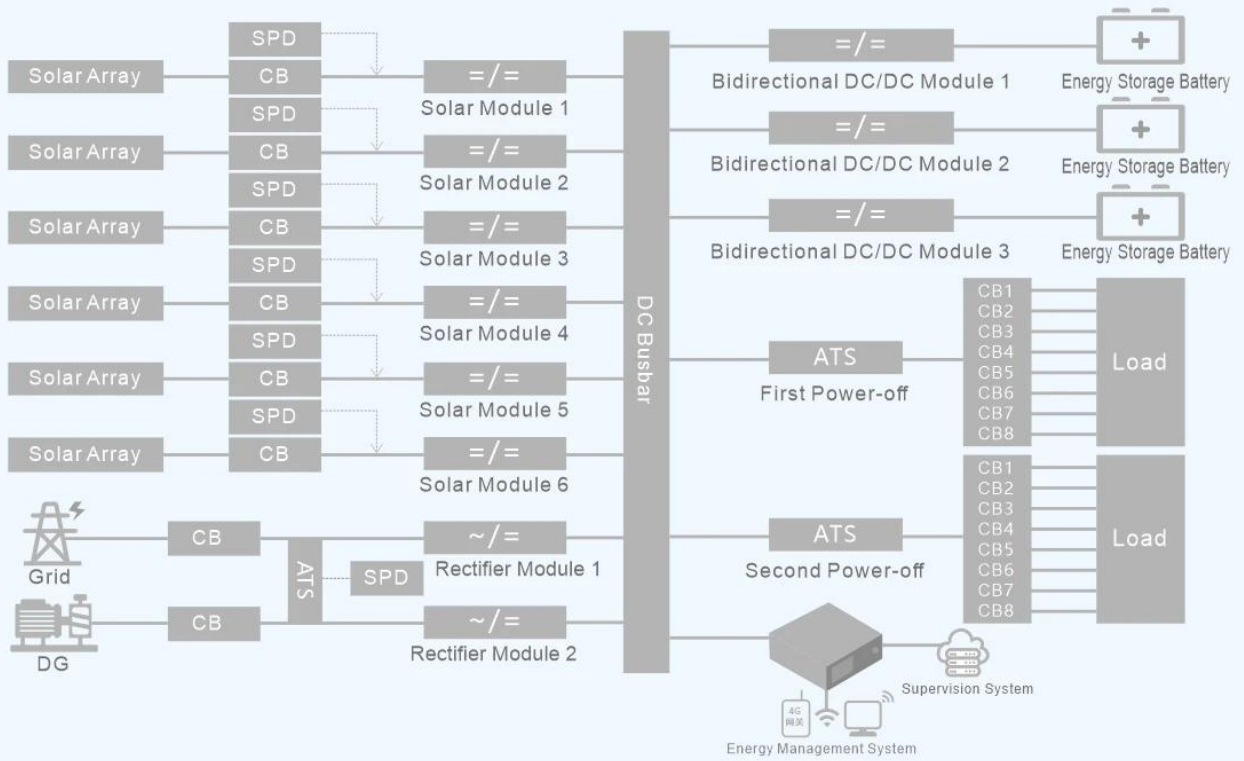 SPD
Solar Array
CB
=/=
Solar Module 1
SPD
Solar Array
CB
=/=
Solar Module 2
SPD
Solar Array
CB
=/=
Solar Module 3
SPD
Solar Array
CB
=/=
Solar Module 4
SPD
Solar Array
CB
=/=
Solar Module 5
SPD
Solar Array
CB
=/=
Solar Module 6
Grid
CB
~/=
Rectifier Module 1
ATS
SPD
DG
CB
~/=
Rectifier Module 2
DC Busbar
=/=
Bidirectional DC/DC Module 1
+
Energy Storage Battery
=/=
Bidirectional DC/DC Module 2
+
Energy Storage Battery
=/=
Bidirectional DC/DC Module 3
+
Energy Storage Battery
ATS
First Power-off
CB1
CB2
CB3
CB4
CB5
CB6
CB7
CB8
Load
ATS
Second Power-off
CB1
CB2
CB3
CB4
CB5
CB6
CB7
CB8
Load
Supervision System
4G
网关
Energy Management System